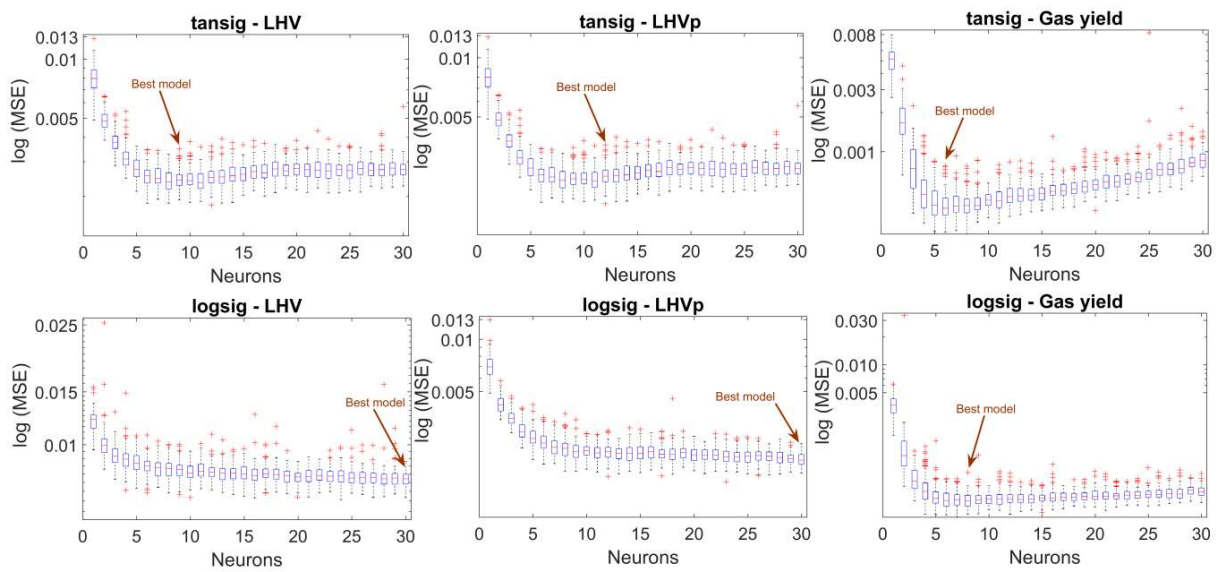 tansig - LHV
0.013
0.01
0.005
log (MSE)
Best model
0 5 10 15 20 25 30
Neurons
tansig - LHVp
0.013
0.01
0.005
log (MSE)
Best model
0 5 10 15 20 25 30
Neurons
tansig - Gas yield
0.008
0.003
0.001
log (MSE)
Best model
0 5 10 15 20 25 30
Neurons
logsig - LHV
0.025
0.015
0.01
log (MSE)
Best model
0 5 10 15 20 25 30
Neurons
logsig - LHVp
0.013
0.01
0.005
log (MSE)
Best model
0 5 10 15 20 25 30
Neurons
logsig - Gas yield
0.030
0.010
0.005
log (MSE)
Best model
0 5 10 15 20 25 30
Neurons